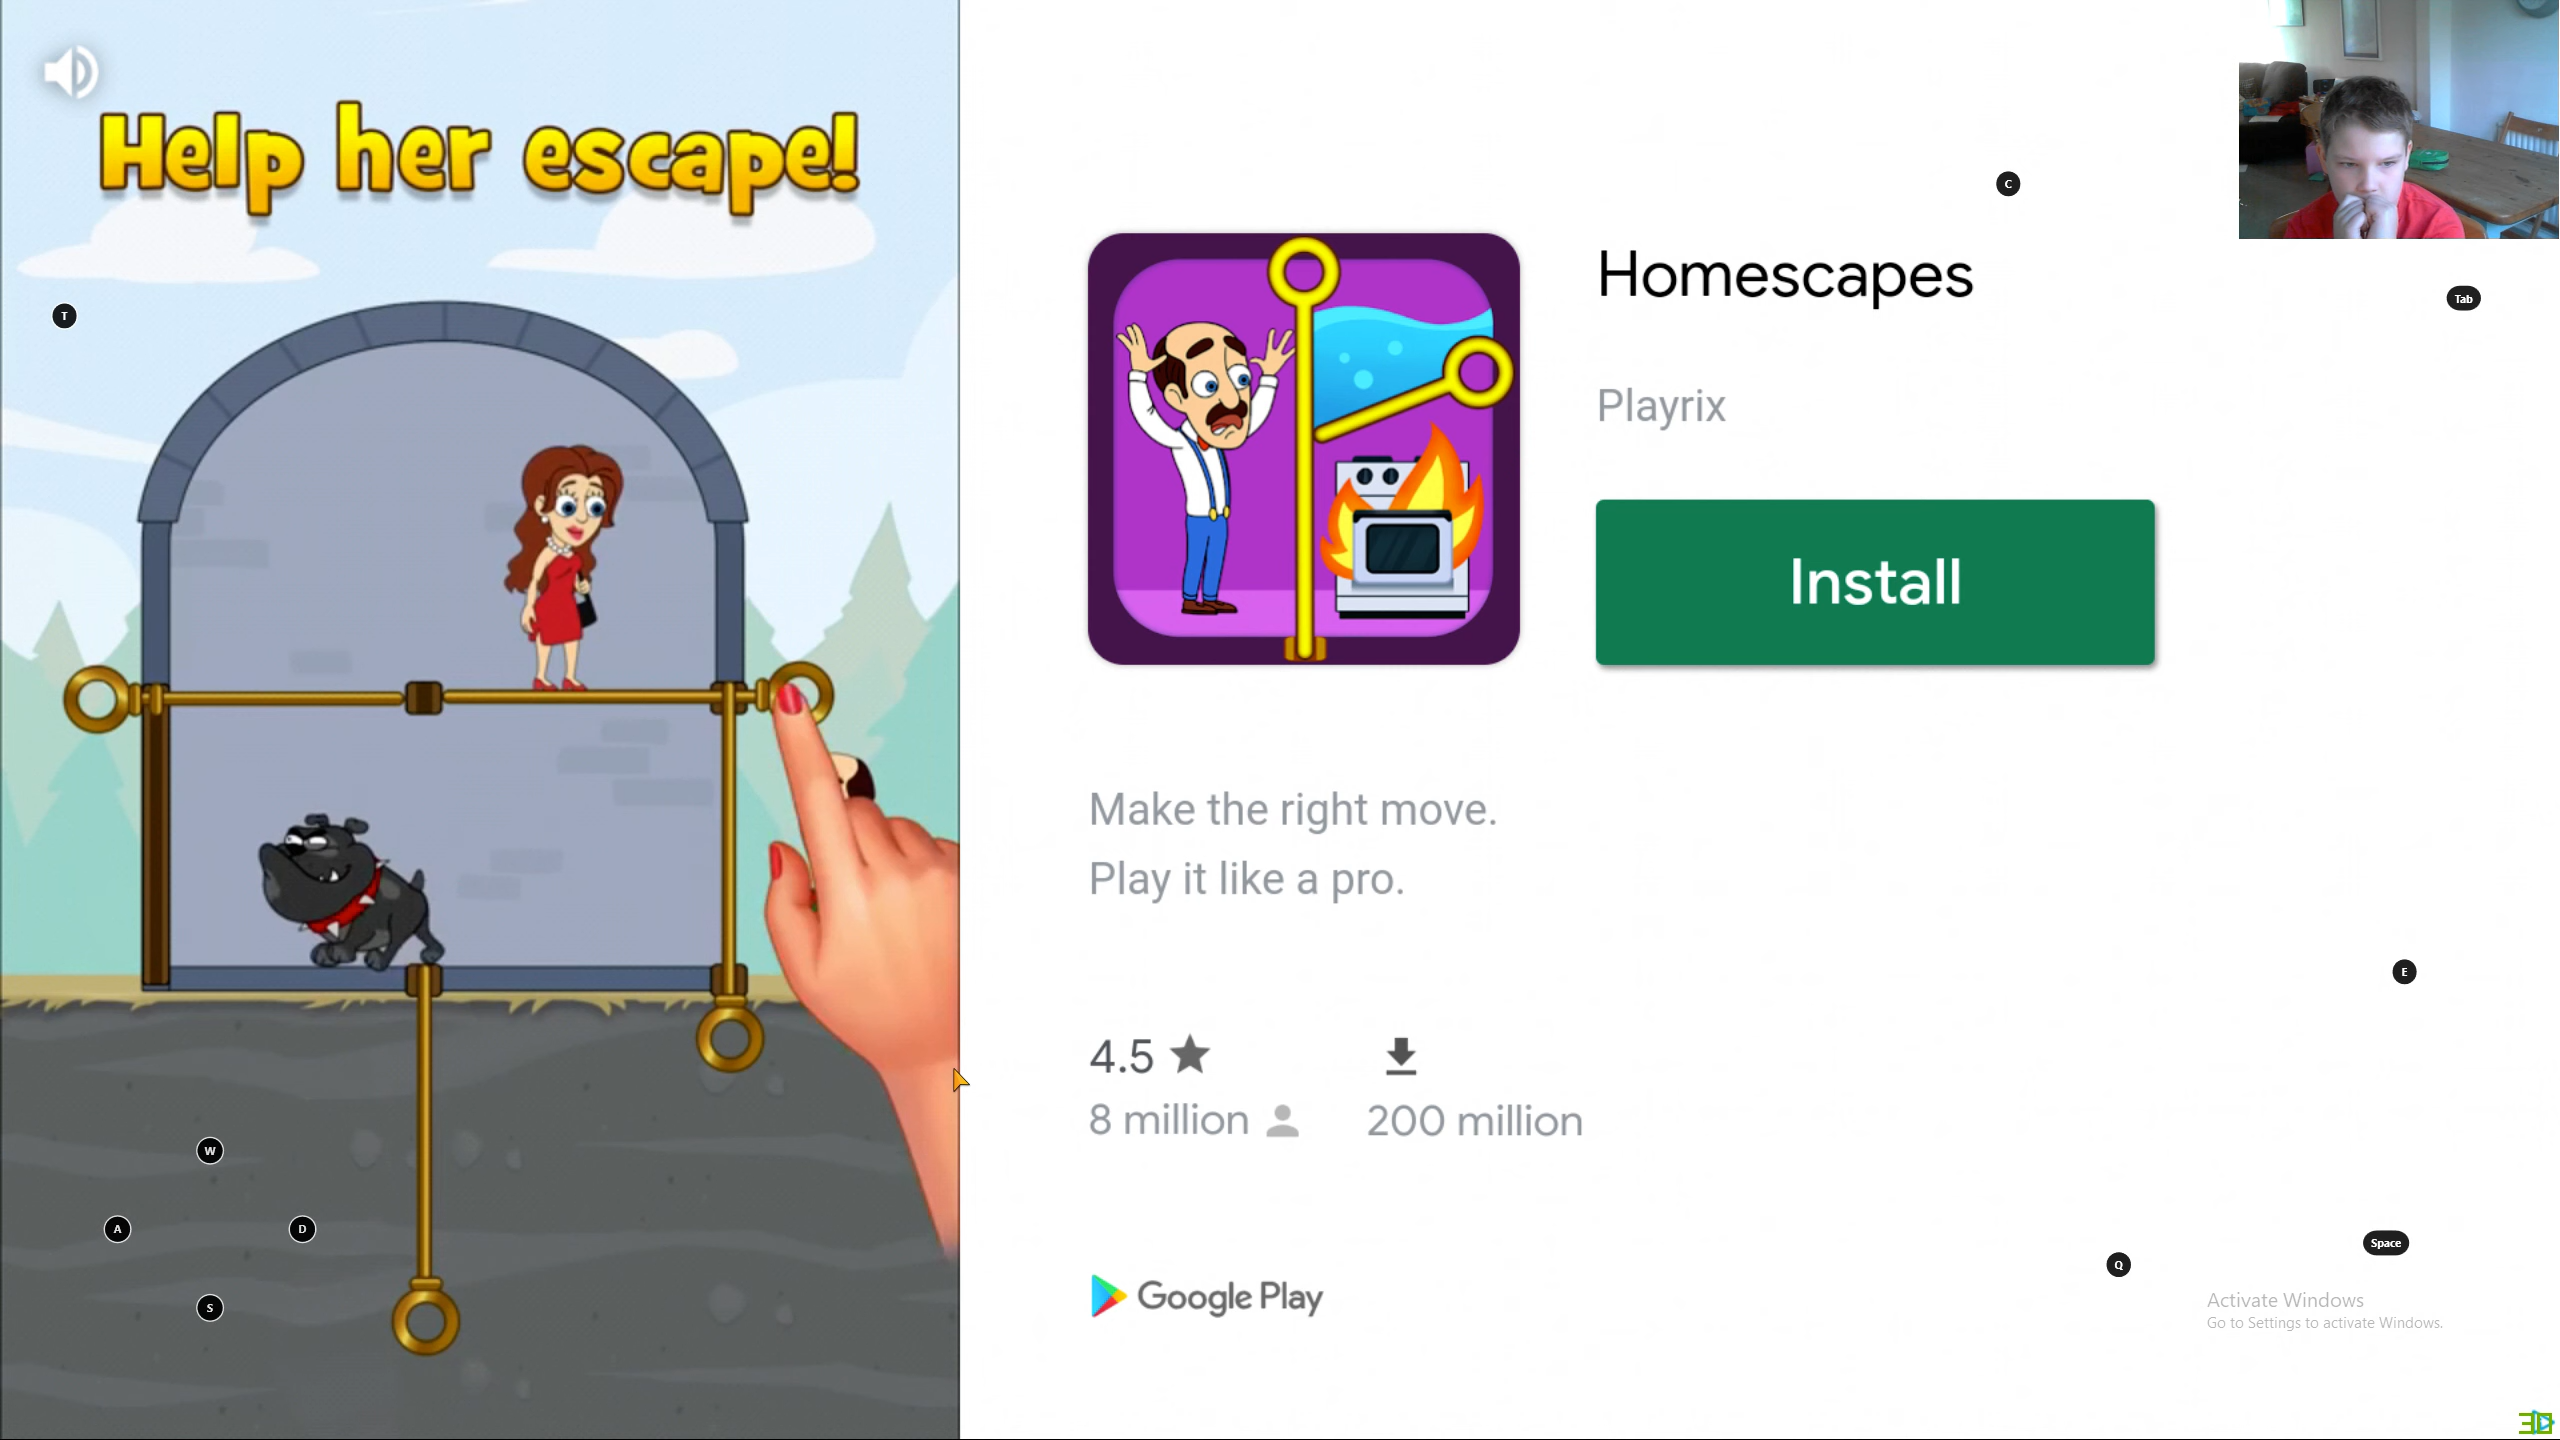 Help her escape!
T
C
Homescapes
Tab
Playrix
Install
Make the right move.
Play it like a pro.
E
4.5
8 million
200 million
W
A
D
S
Space
Q
Google Play
Activate Windows
Go to Settings to activate Windows.